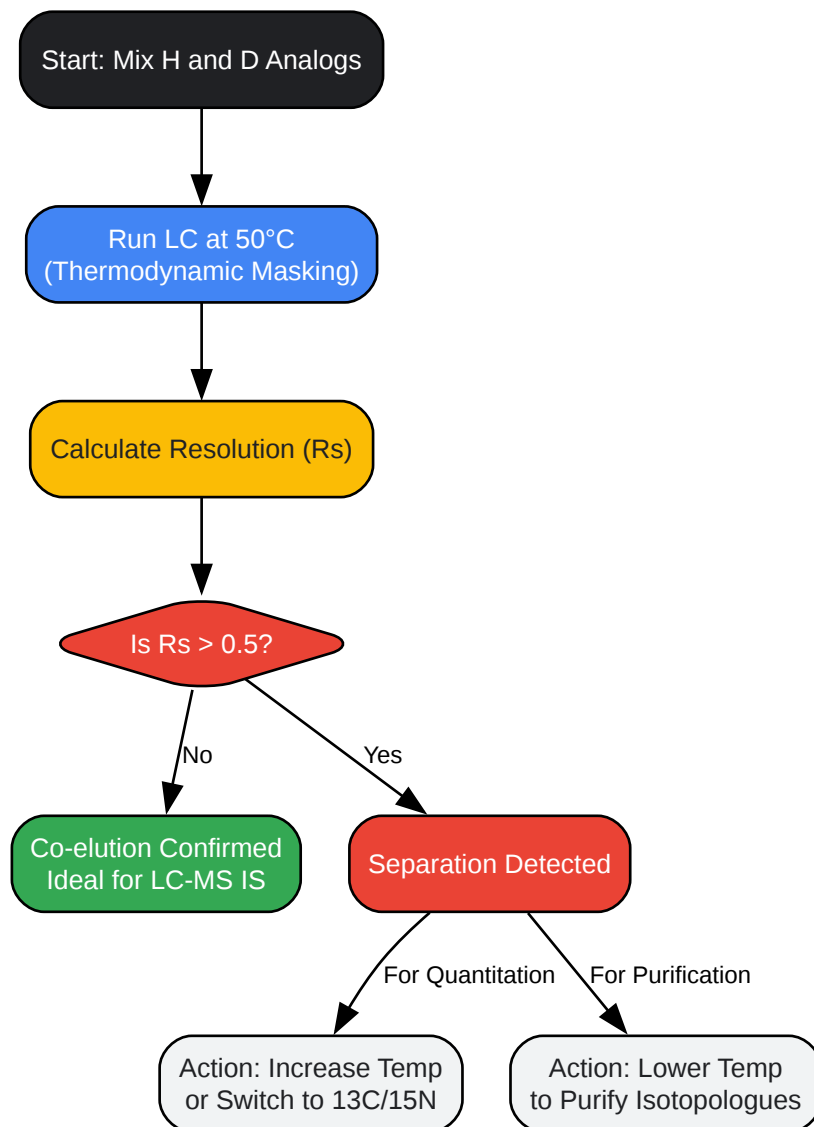 Start: Mix H and D Analogs
Run LC at 50°C
(Thermodynamic Masking)
Calculate Resolution (Rs)
Is Rs > 0.5?
No
Yes
Co-elution Confirmed
Ideal for LC-MS IS
Separation Detected
For Quantitation
For Purification
Action: Increase Temp
or Switch to 13C/15N
Action: Lower Temp
to Purify Isotopologues